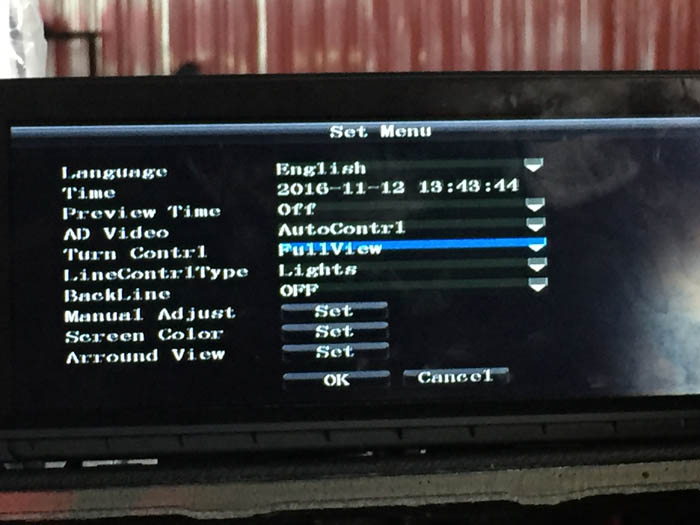 Set Menu
Language English
Time 2016-11-12 13:43:44
Preview Time Off
AD Video AutoContrl
Turn Contrl FullView
LineContrlType Lights
BackLine OFF
Manual Adjust Set
Screen Color Set
Arround View Set
OK Cancel